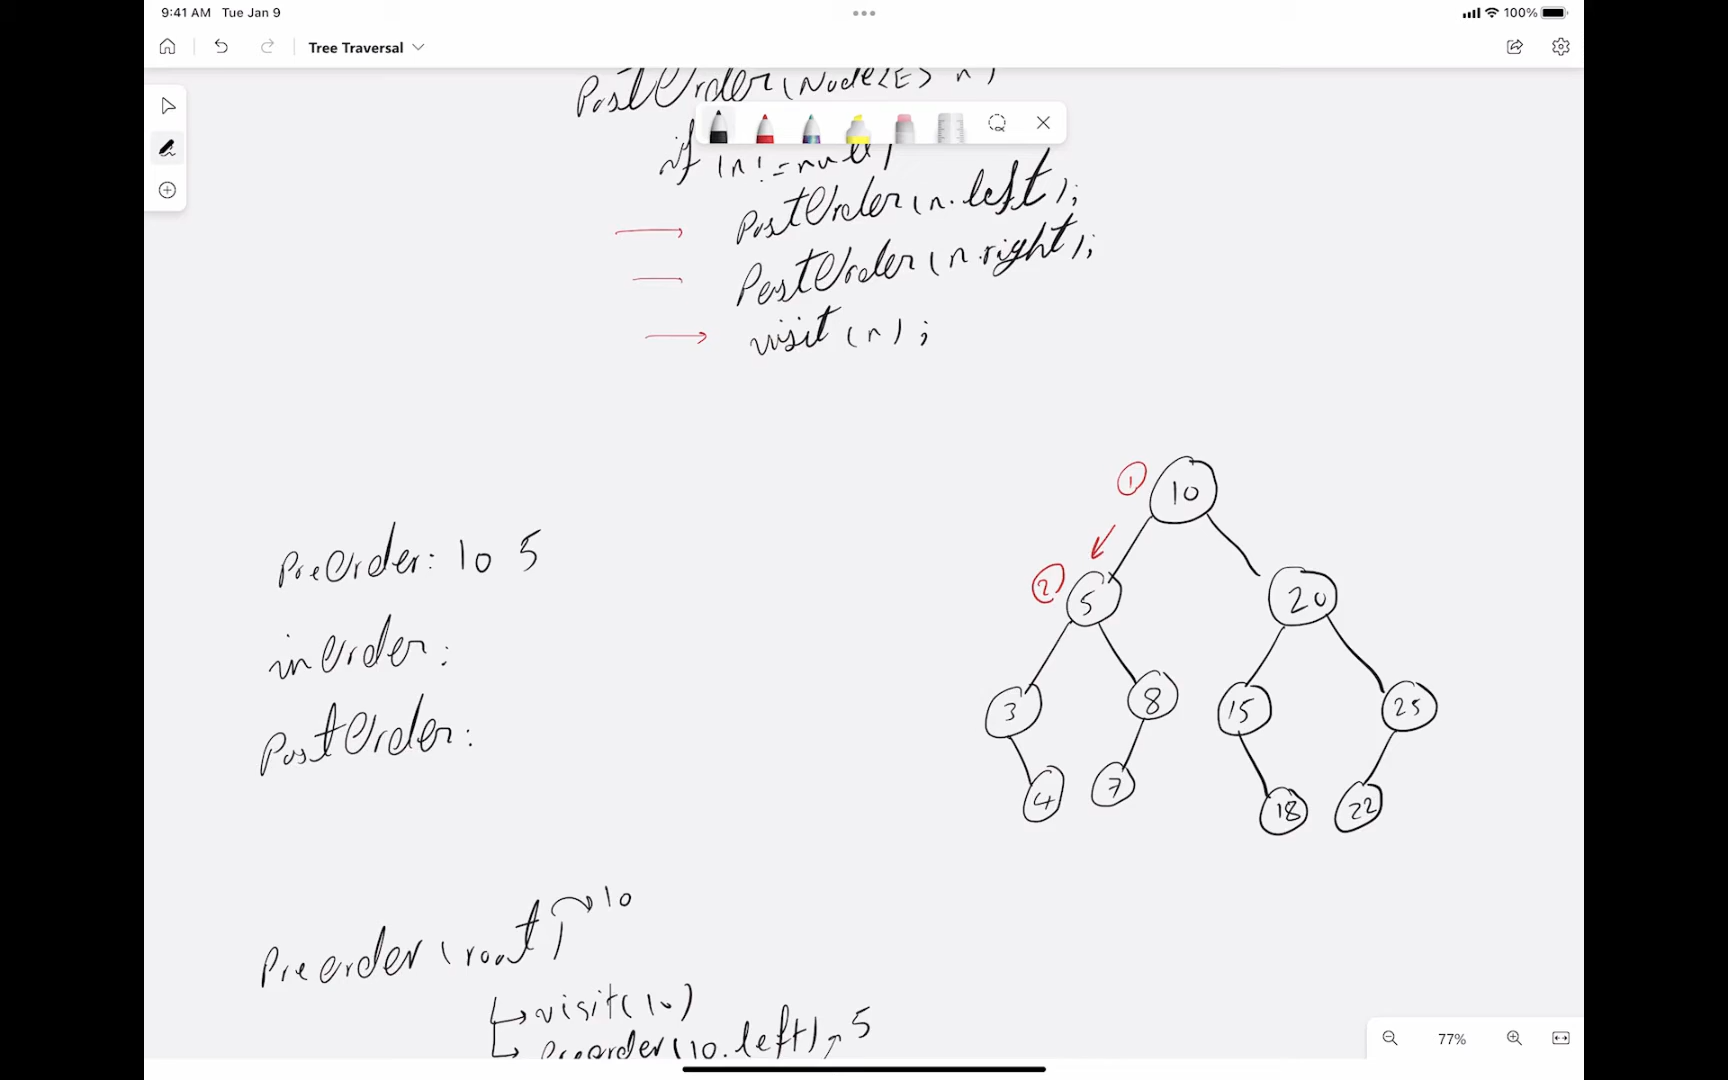 9:41 AM Tue Jan 9
100%
Tree Traversal
PostOrder(Node<E> n)
if (n!=null)
PostOrder(n.left);
PostOrder(n.right);
visit(n);
1
10
PreOrder: 10 5
2
5
20
inOrder:
3
8
15
25
PostOrder:
4
7
18
22
Preorder(root) 10
visit(10)
Preorder(10.left), 5
77%